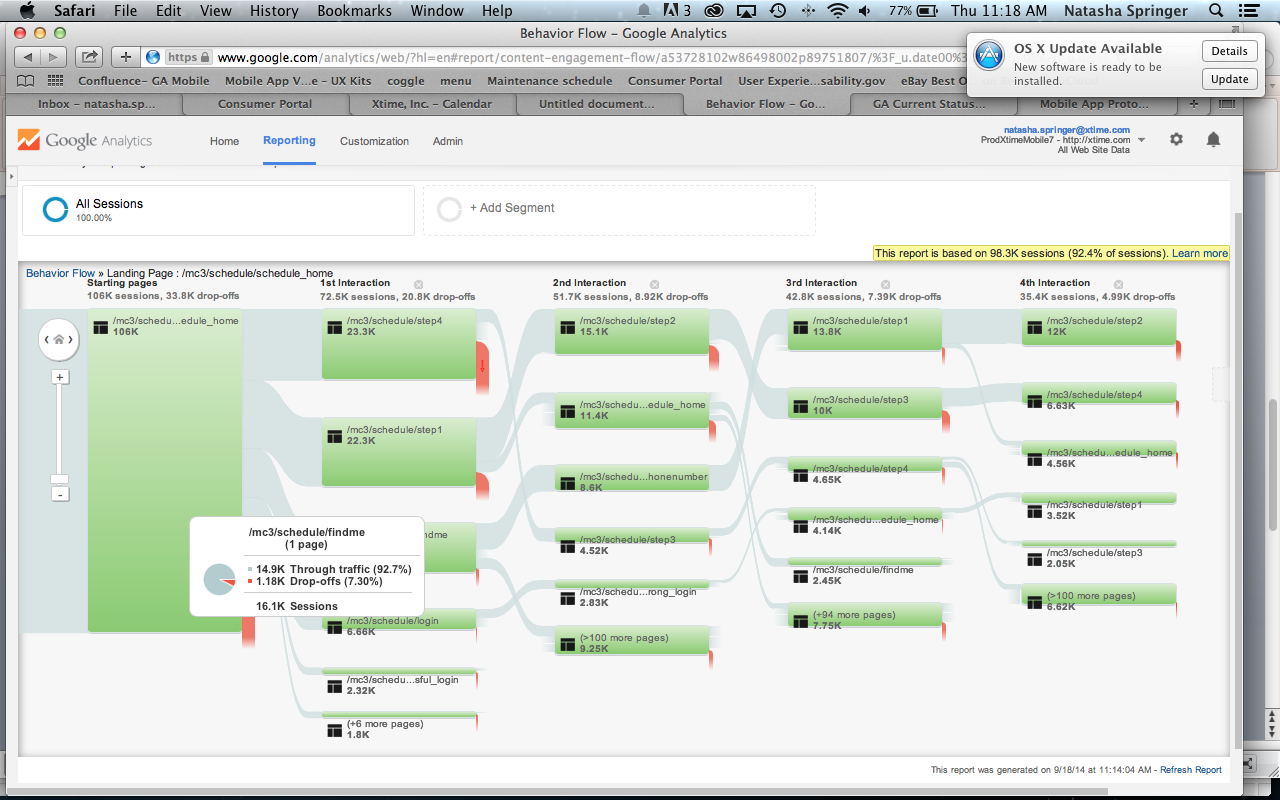 Safari File Edit View History Bookmarks Window Help
3 77% Thu 11:18 AM Natasha Springer
Behavior Flow – Google Analytics
https www.google.com/analytics/web/?hl=en#report/content-engagement-flow/a53728102w86498002p89751807/%3F_u.date00%3
OS X Update Available
New software is ready to be
installed.
Details
Update
Confluence- GA Mobile Mobile App V...e - UX Kits coggle menu Maintenance schedule Consumer Portal User Experie...sability.gov eBay Best
Inbox – natasha.sp... Consumer Portal Xtime, Inc. – Calendar Untitled document... Behavior Flow – Go... GA Current Status... Mobile App Proto...
Google Analytics
Home Reporting Customization Admin
natasha.springer@xtime.com
ProdXtimeMobile7 - http://xtime.com
All Web Site Data
All Sessions
100.00%
+ Add Segment
This report is based on 98.3K sessions (92.4% of sessions). Learn more
Behavior Flow » Landing Page : /mc3/schedule/schedule_home
Starting pages
106K sessions, 33.8K drop-offs
/mc3/schedu...edule_home
106K
+
-
1st Interaction
72.5K sessions, 20.8K drop-offs
/mc3/schedule/step4
23.3K
/mc3/schedule/step1
22.3K
ndme
/mc3/schedule/login
6.66K
/mc3/schedu...sful_login
2.32K
(+6 more pages)
1.8K
/mc3/schedule/findme
(1 page)
14.9K Through traffic (92.7%)
1.18K Drop-offs (7.30%)
16.1K Sessions
2nd Interaction
51.7K sessions, 8.92K drop-offs
/mc3/schedule/step2
15.1K
/mc3/schedu...edule_home
11.4K
/mc3/schedu...honenumber
8.6K
/mc3/schedule/step3
4.52K
/mc3/schedu...rong_login
2.83K
(>100 more pages)
9.25K
3rd Interaction
42.8K sessions, 7.39K drop-offs
/mc3/schedule/step1
13.8K
/mc3/schedule/step3
10K
/mc3/schedule/step4
4.65K
/mc3/schedu...edule_home
4.14K
/mc3/schedule/findme
2.45K
(+94 more pages)
7.75K
4th Interaction
35.4K sessions, 4.99K drop-offs
/mc3/schedule/step2
12K
/mc3/schedule/step4
6.63K
/mc3/schedu...edule_home
4.56K
/mc3/schedule/step1
3.52K
/mc3/schedule/step3
2.05K
(>100 more pages)
6.62K
This report was generated on 9/18/14 at 11:14:04 AM - Refresh Report